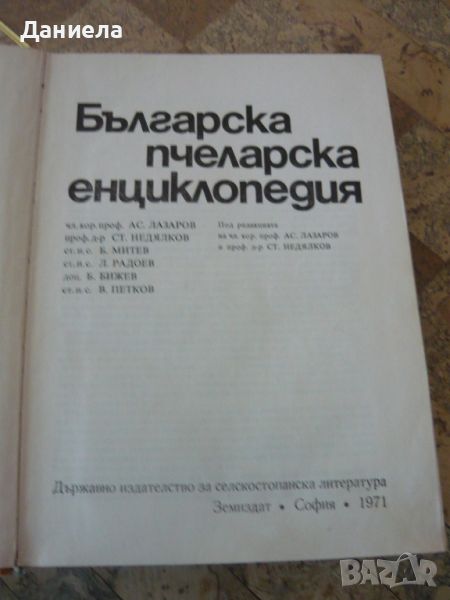 Даниела
Българска
пчеларска
енциклопедия
чл. кор. проф. АС. ЛАЗАРОВ
проф. д-р СТ. НЕДЯЛКОВ
ст. н. с. Б. МИТЕВ
ст. н. с. Л. РАДОЕВ
доц. Б. БИЖЕВ
ст. н. с. В. ПЕТКОВ
Под редакцията
на чл. кор. проф. АС. ЛАЗАРОВ
и проф. д-р СТ. НЕДЯЛКОВ
Държавно издателство за селскостопанска литература
Земиздат • София • 1971
BAZAR